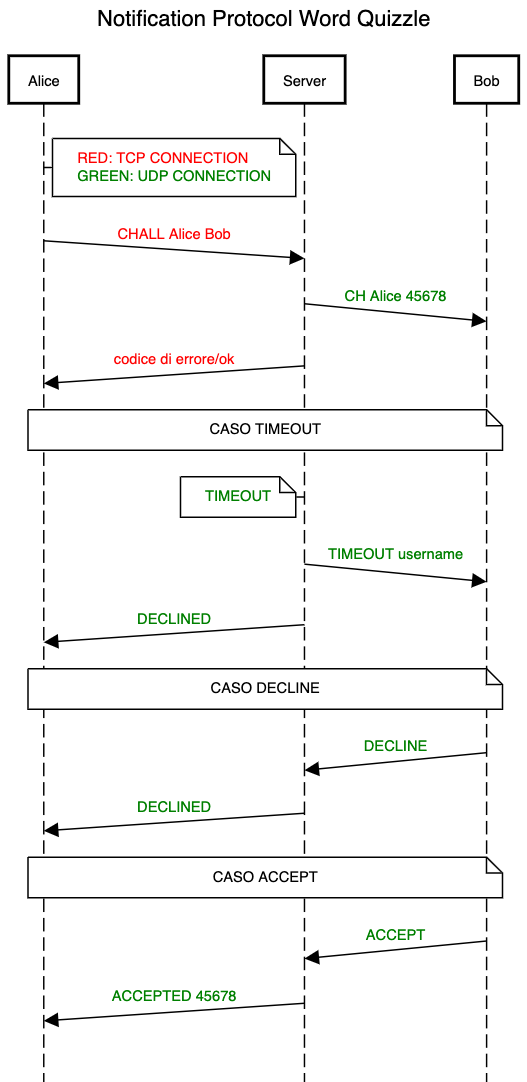 Notification Protocol Word Quizzle
Alice
Server
Bob
RED: TCP CONNECTION
GREEN: UDP CONNECTION
CHALL Alice Bob
CH Alice 45678
codice di errore/ok
CASO TIMEOUT
TIMEOUT
TIMEOUT username
DECLINED
CASO DECLINE
DECLINE
DECLINED
CASO ACCEPT
ACCEPT
ACCEPTED 45678